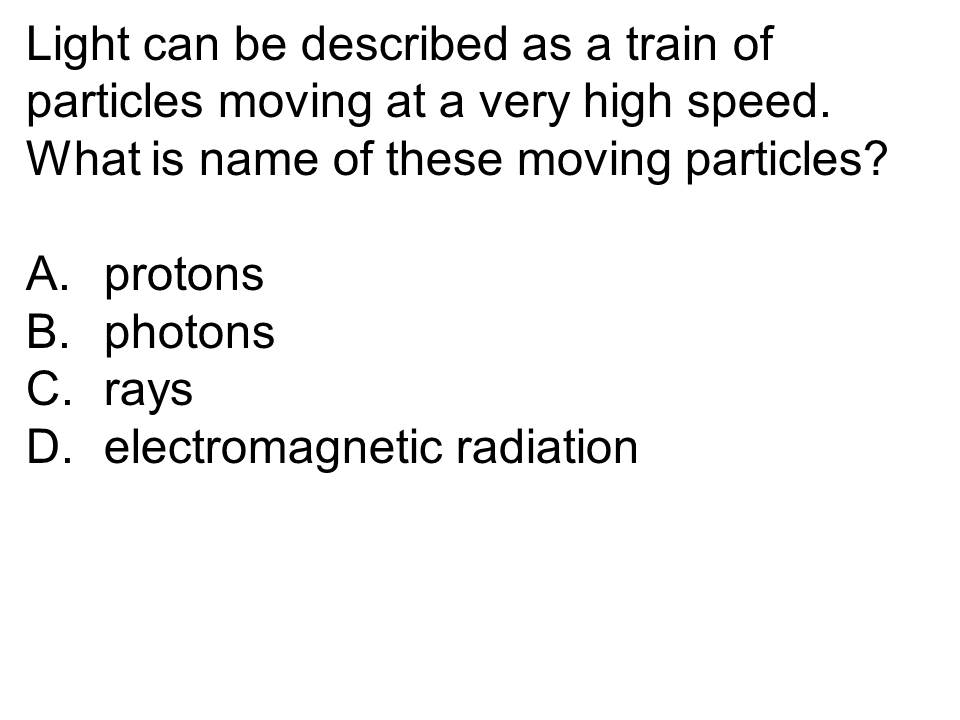 Light can be described as a train of
particles moving at a very high speed.
What is name of these moving particles?
A. protons
B. photons
C. rays
D. electromagnetic radiation